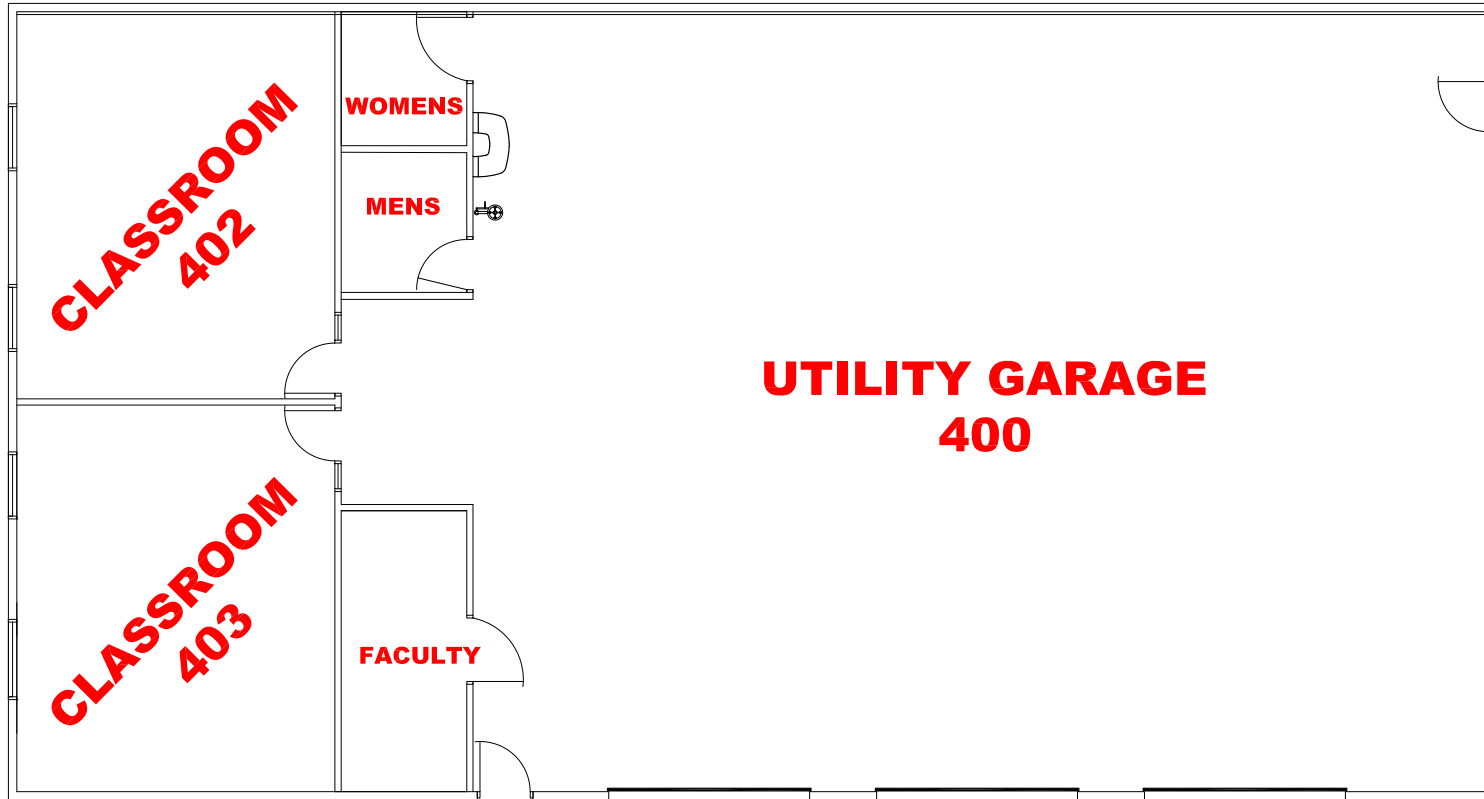 CLASSROOM
402
WOMENS
MENS
UTILITY GARAGE
400
CLASSROOM
403
FACULTY